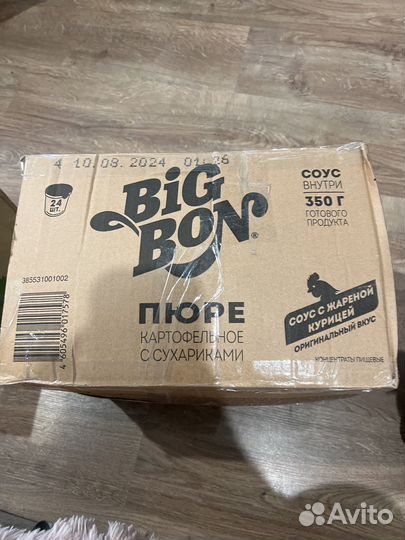 4 10.08.2024 01:26
24
ШТ.
BiG
BON®
СОУС
ВНУТРИ
350 Г
ГОТОВОГО
ПРОДУКТА
385531001002
4 605496 017578
ПЮРЕ
КАРТОФЕЛЬНОЕ
С СУХАРИКАМИ
СОУС С ЖАРЕНОЙ
КУРИЦЕЙ
ОРИГИНАЛЬНЫЙ ВКУС
КОНЦЕНТРАТЫ ПИЩЕВЫЕ
Avito